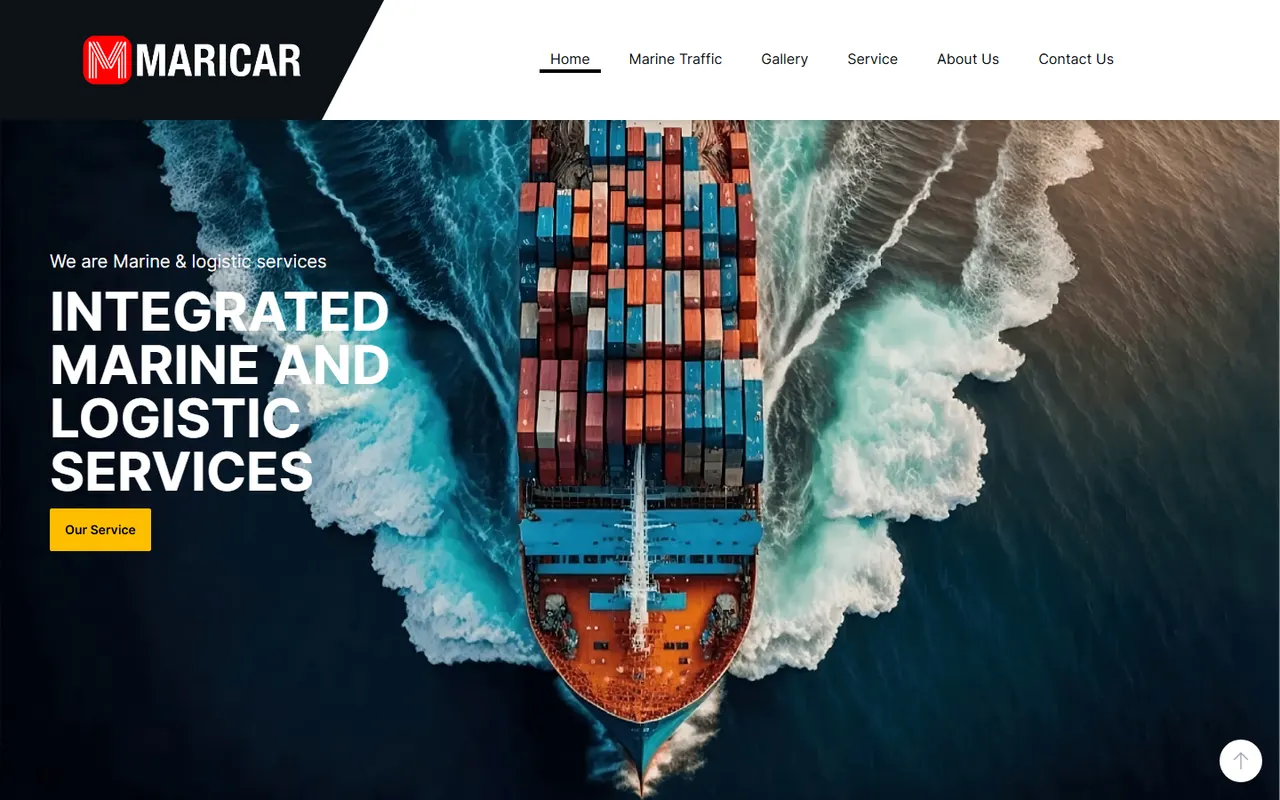 MARICAR
Home
Marine Traffic
Gallery
Service
About Us
Contact Us
We are Marine & logistic services
INTEGRATED
MARINE AND
LOGISTIC
SERVICES
Our Service